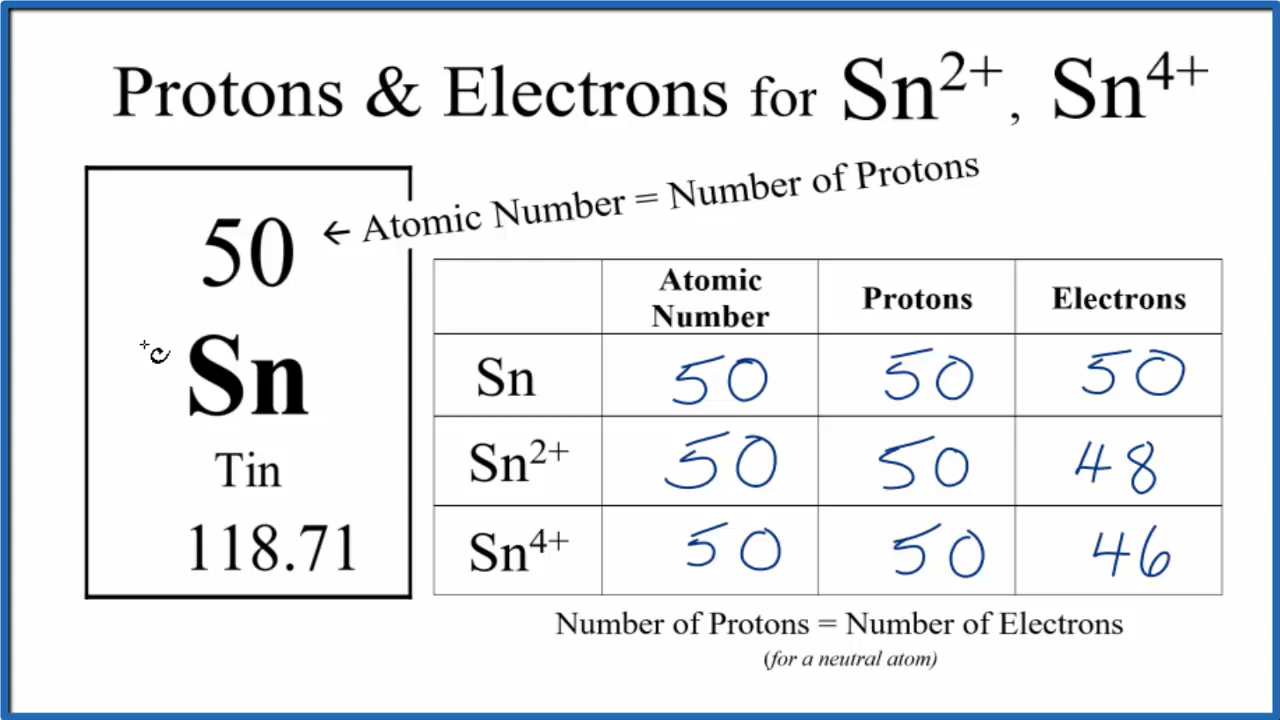 Protons & Electrons for Sn²⁺, Sn⁴⁺
50
← Atomic Number = Number of Protons
Sn
Tin
118.71
Atomic Number Protons Electrons
Sn 50 50 50
Sn²⁺ 50 50 48
Sn⁴⁺ 50 50 46
Number of Protons = Number of Electrons
(for a neutral atom)